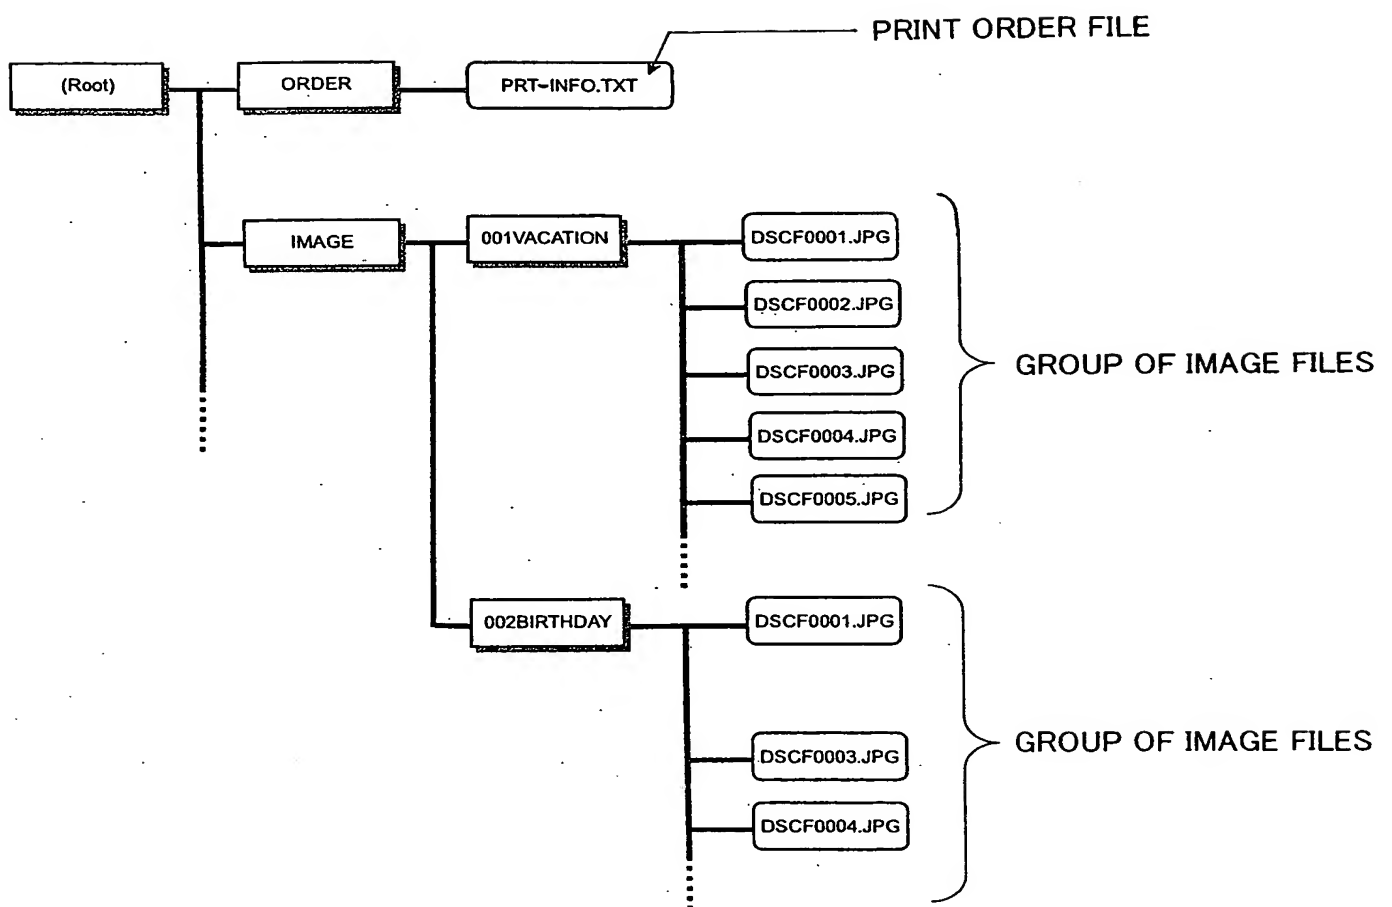 PRINT ORDER FILE
(Root)
ORDER
PRT-INFO.TXT
IMAGE
001VACATION
DSCF0001.JPG
DSCF0002.JPG
DSCF0003.JPG
GROUP OF IMAGE FILES
DSCF0004.JPG
DSCF0005.JPG
002BIRTHDAY
DSCF0001.JPG
DSCF0003.JPG
GROUP OF IMAGE FILES
DSCF0004.JPG